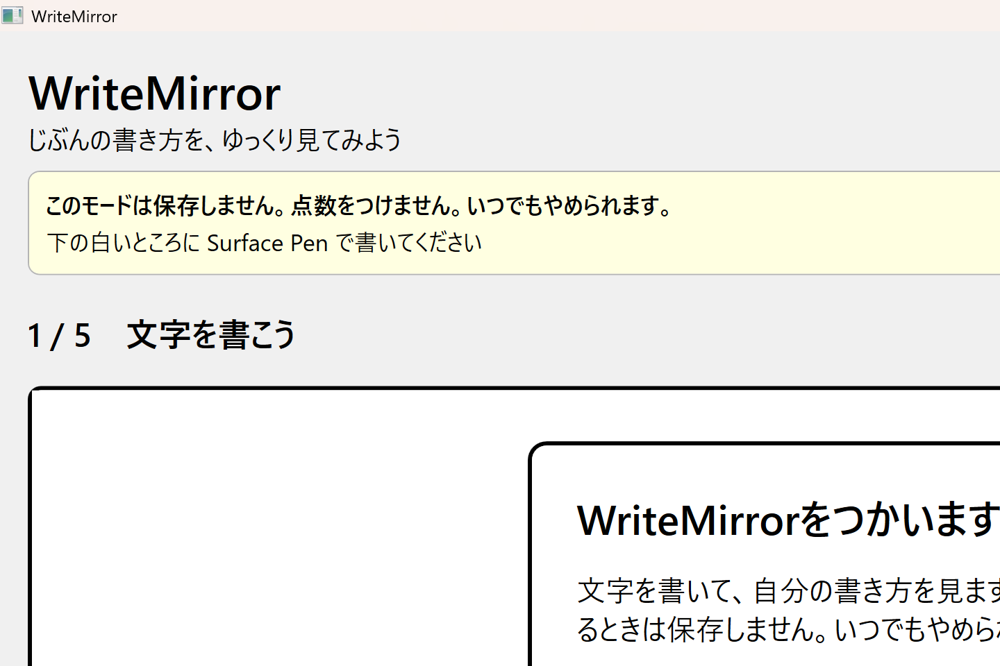 WriteMirror
WriteMirror
じぶんの書き方を、ゆっくり見てみよう
このモードは保存しません。点数をつけません。いつでもやめられます。
下の白いところに Surface Pen で書いてください
1 / 5 文字を書こう
WriteMirrorをつかいます
文字を書いて、自分の書き方を見ます
るときは保存しません。いつでもやめら